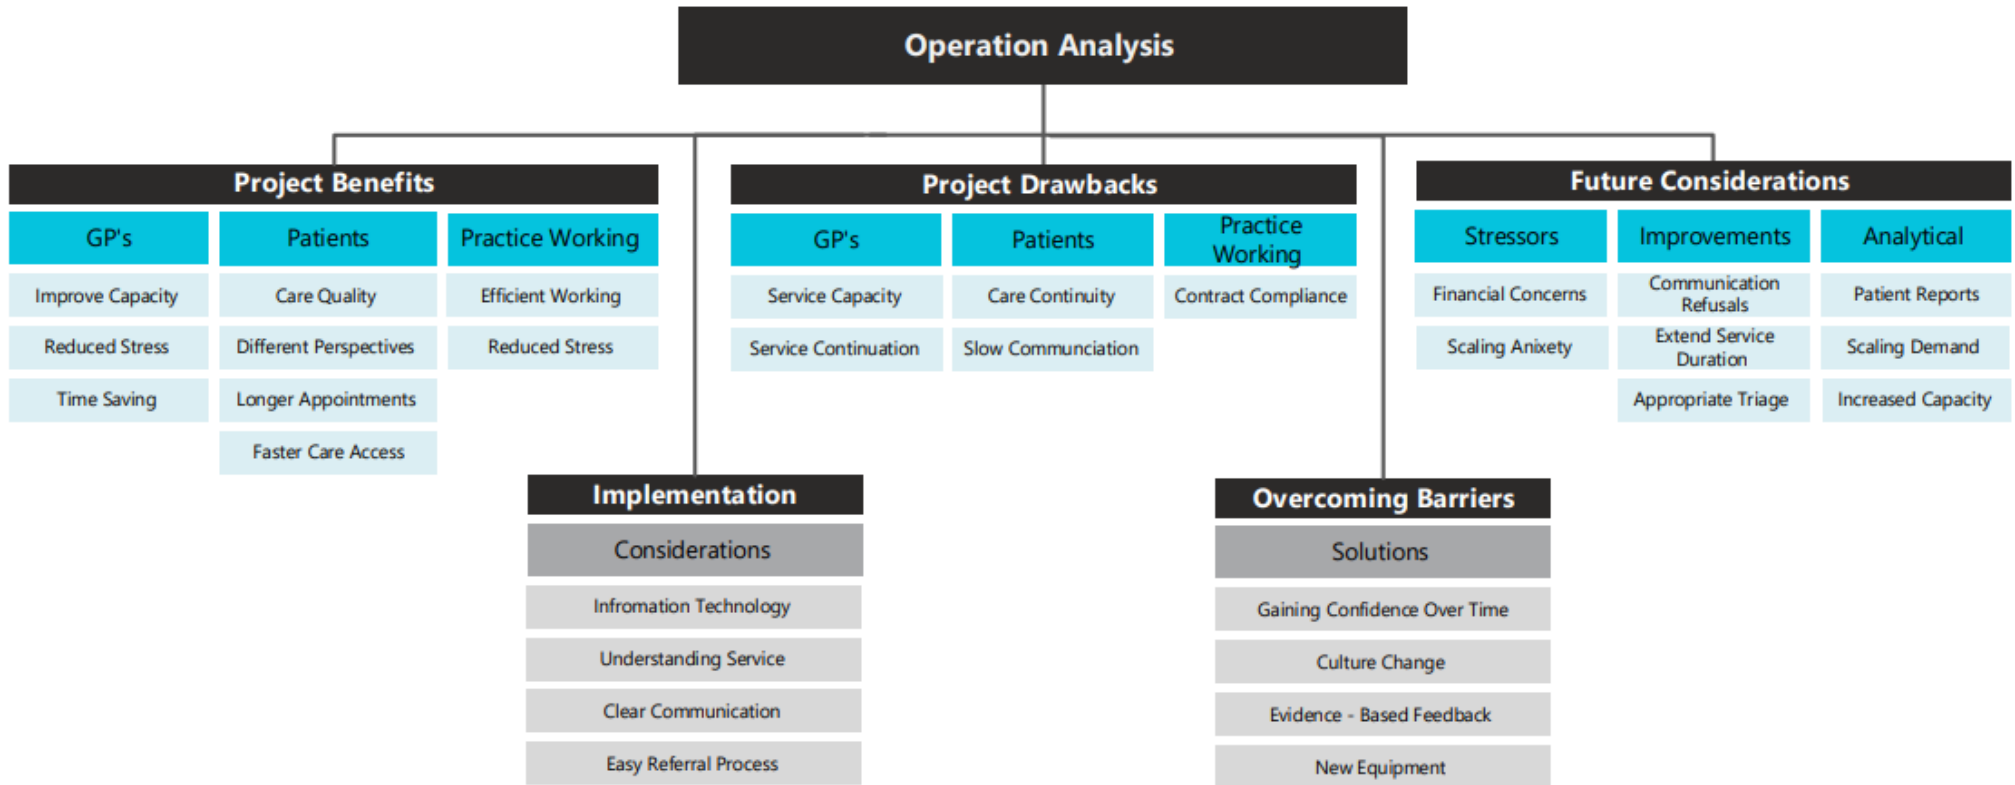 Operation Analysis
Project Benefits
GP's
Patients
Practice Working
Improve Capacity
Care Quality
Efficient Working
Reduced Stress
Different Perspectives
Reduced Stress
Time Saving
Longer Appointments
Faster Care Access
Project Drawbacks
GP's
Patients
Practice
Working
Service Capacity
Care Continuity
Contract Compliance
Service Continuation
Slow Communciation
Future Considerations
Stressors
Improvements
Analytical
Financial Concerns
Communication
Refusals
Patient Reports
Scaling Anixety
Extend Service
Duration
Scaling Demand
Appropriate Triage
Increased Capacity
Implementation
Considerations
Infromation Technology
Understanding Service
Clear Communication
Easy Referral Process
Overcoming Barriers
Solutions
Gaining Confidence Over Time
Culture Change
Evidence - Based Feedback
New Equipment